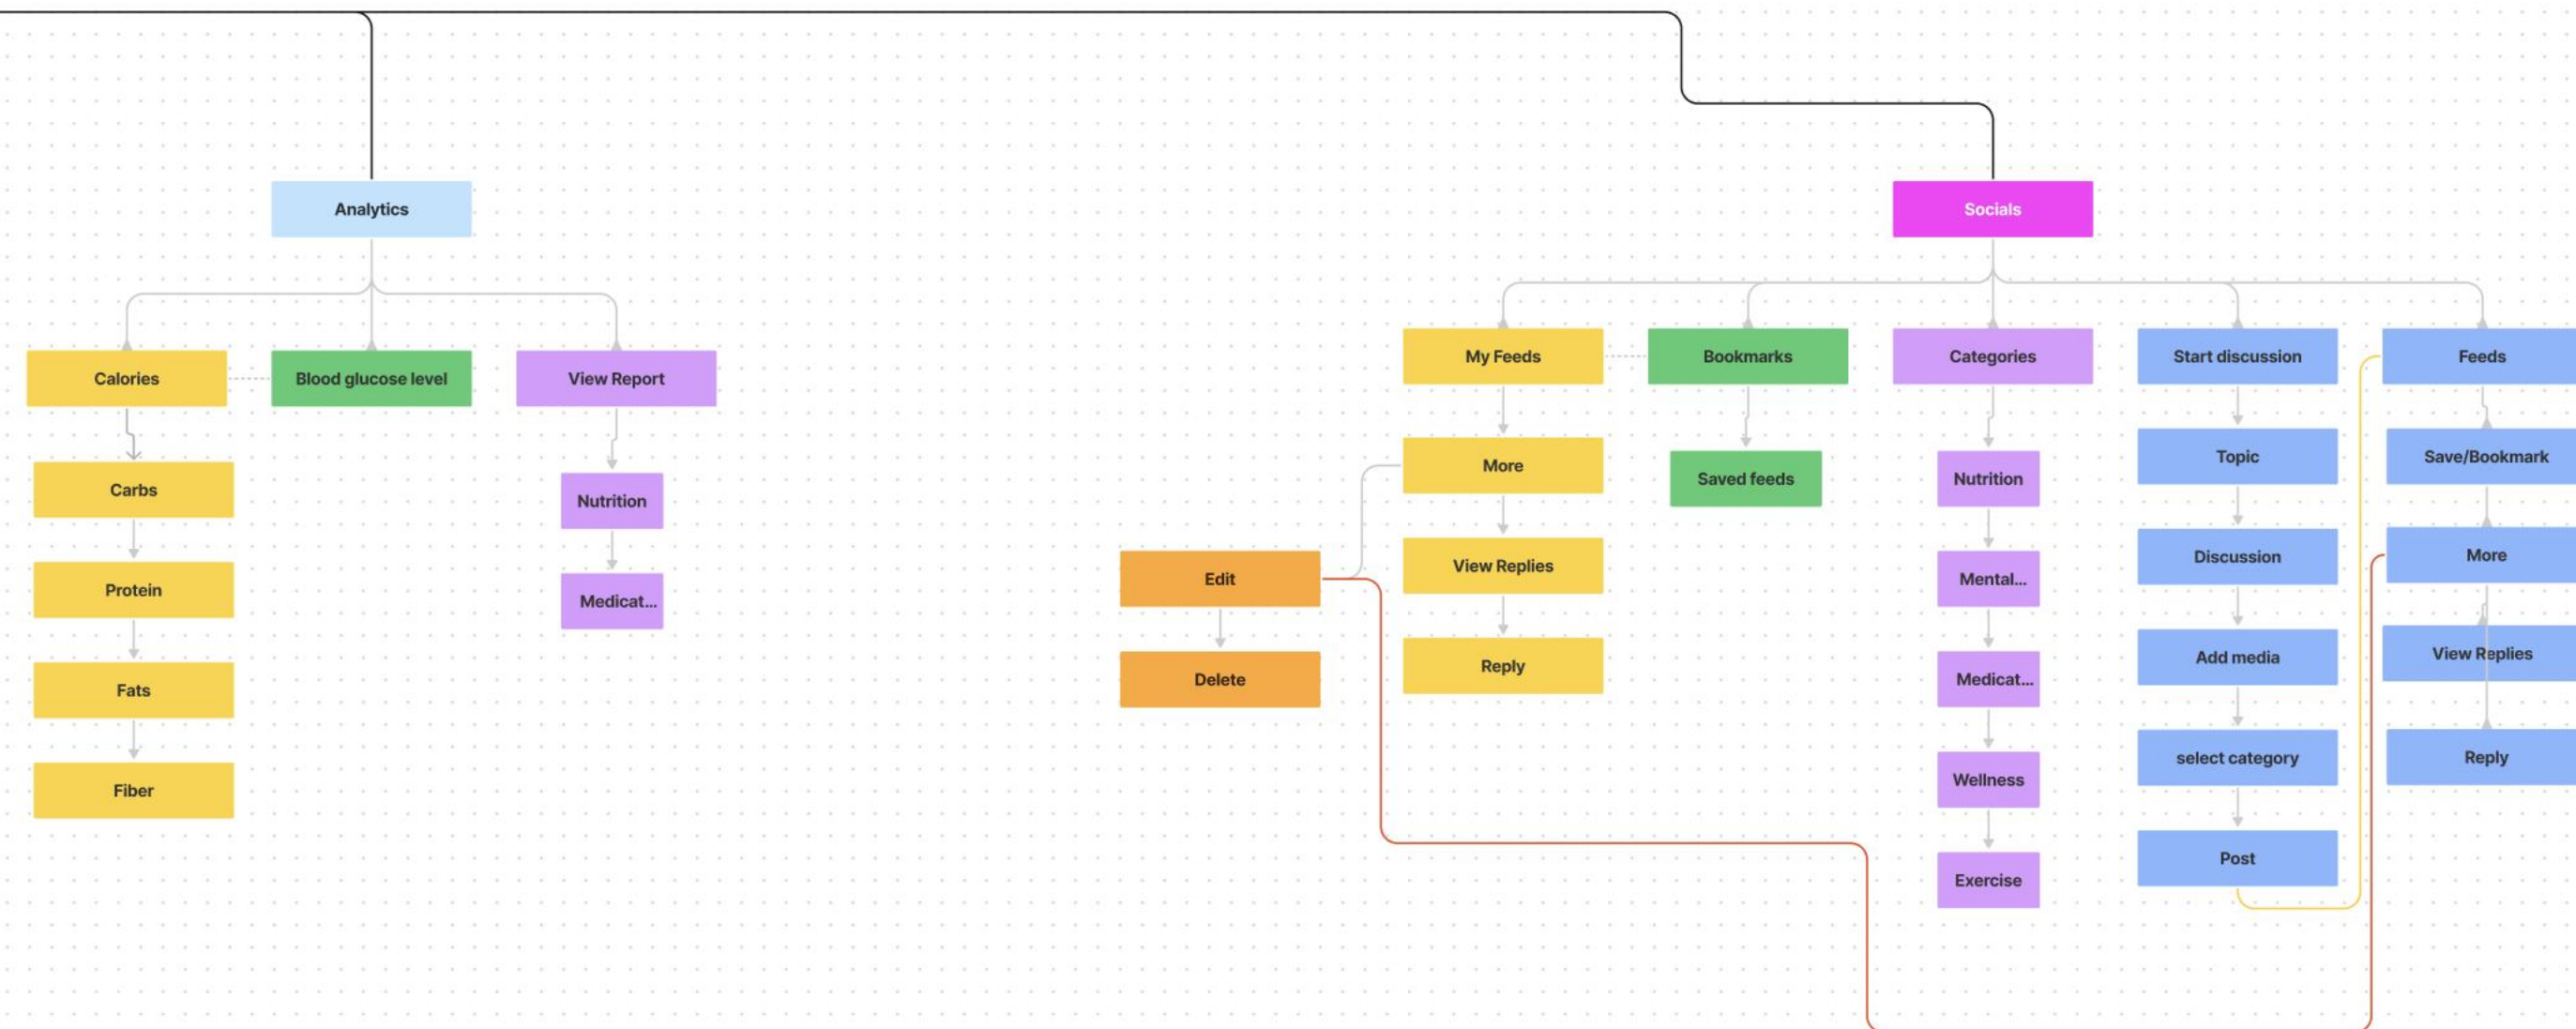 Analytics
Socials
Calories
Blood glucose level
View Report
Carbs
Protein
Fats
Fiber
Nutrition
Medicat...
My Feeds
Bookmarks
Categories
Start discussion
Feeds
More
View Replies
Reply
Edit
Delete
Saved feeds
Nutrition
Mental...
Medicat...
Wellness
Exercise
Topic
Discussion
Add media
select category
Post
Save/Bookmark
More
View Replies
Reply